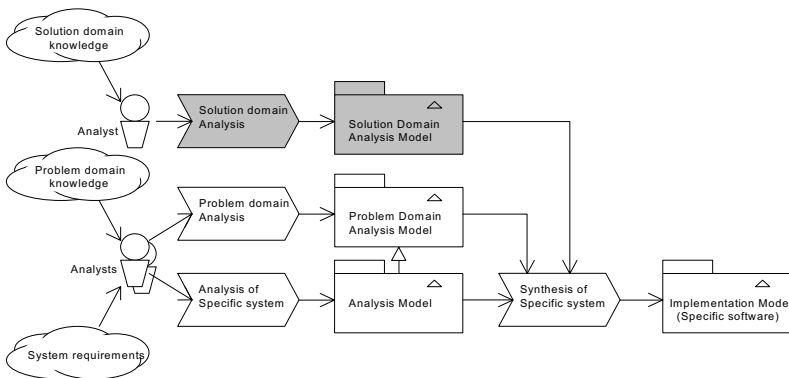 Solution domain
knowledge
Analyst
Solution domain
Analysis
Solution Domain
Analysis Model
Problem domain
knowledge
Analysts
Problem domain
Analysis
Problem Domain
Analysis Model
Analysis of
Specific system
Analysis Model
Synthesis of
Specific system
Implementation Model
(Specific software)
System requirements